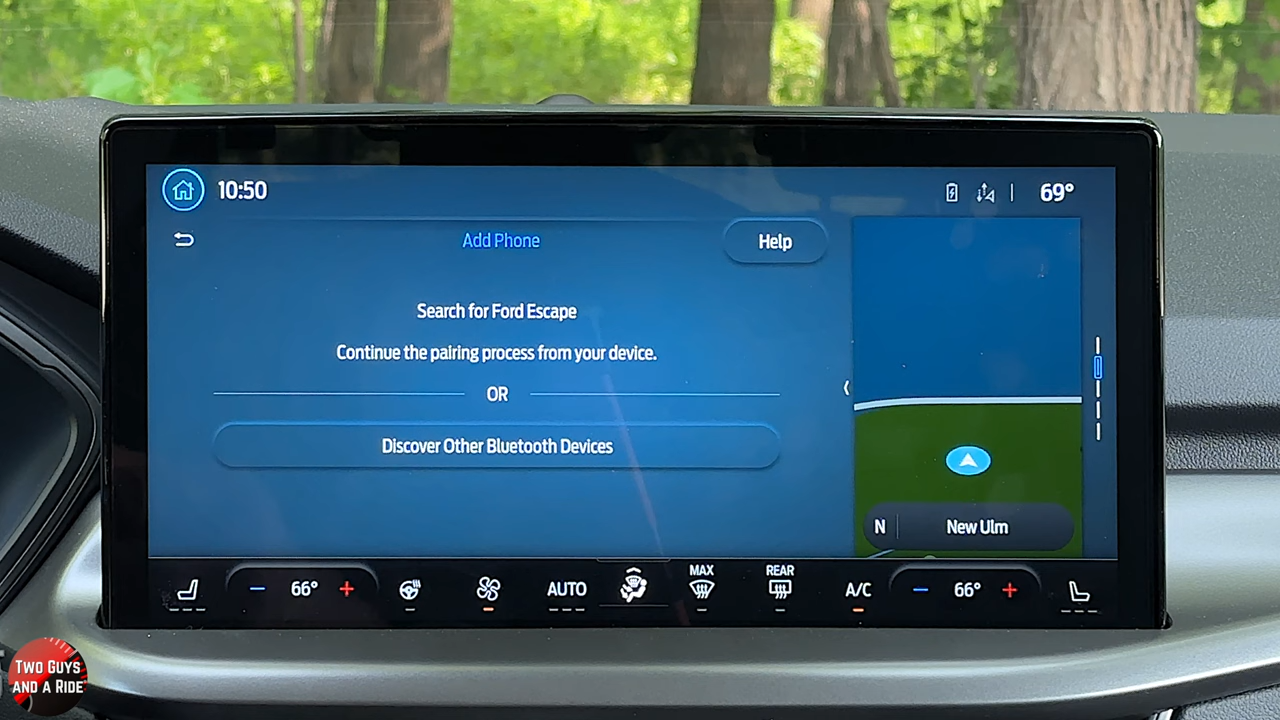 10:50
69°
Add Phone
Help
Search for Ford Escape
Continue the pairing process from your device.
OR
Discover Other Bluetooth Devices
N
New Ulm
66°
AUTO
MAX
REAR
A/C
66°
TWO GUYS
AND A RIDE